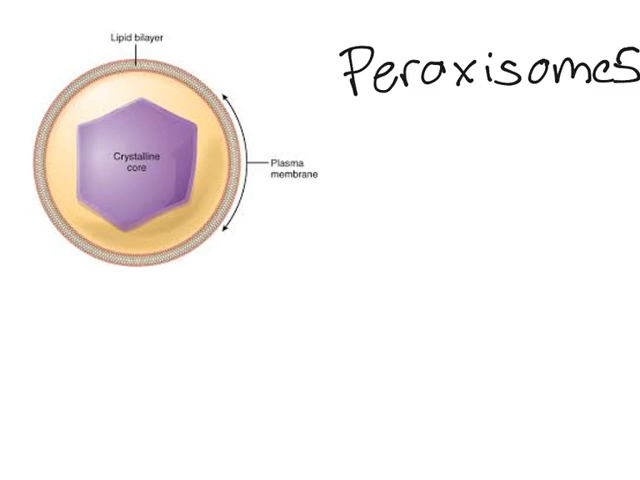 Lipid bilayer
Peroxisomes
Crystalline
core
Plasma
membrane